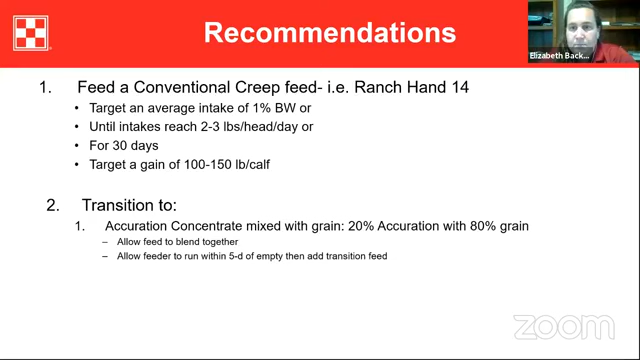 Recommendations
Elizabeth Back...
1. Feed a Conventional Creep feed- i.e. Ranch Hand 14
• Target an average intake of 1% BW or
• Until intakes reach 2-3 lbs/head/day or
• For 30 days
• Target a gain of 100-150 lb/calf
2. Transition to:
1. Accuration Concentrate mixed with grain: 20% Accuration with 80% grain
– Allow feed to blend together
– Allow feeder to run within 5-d of empty then add transition feed
zoom